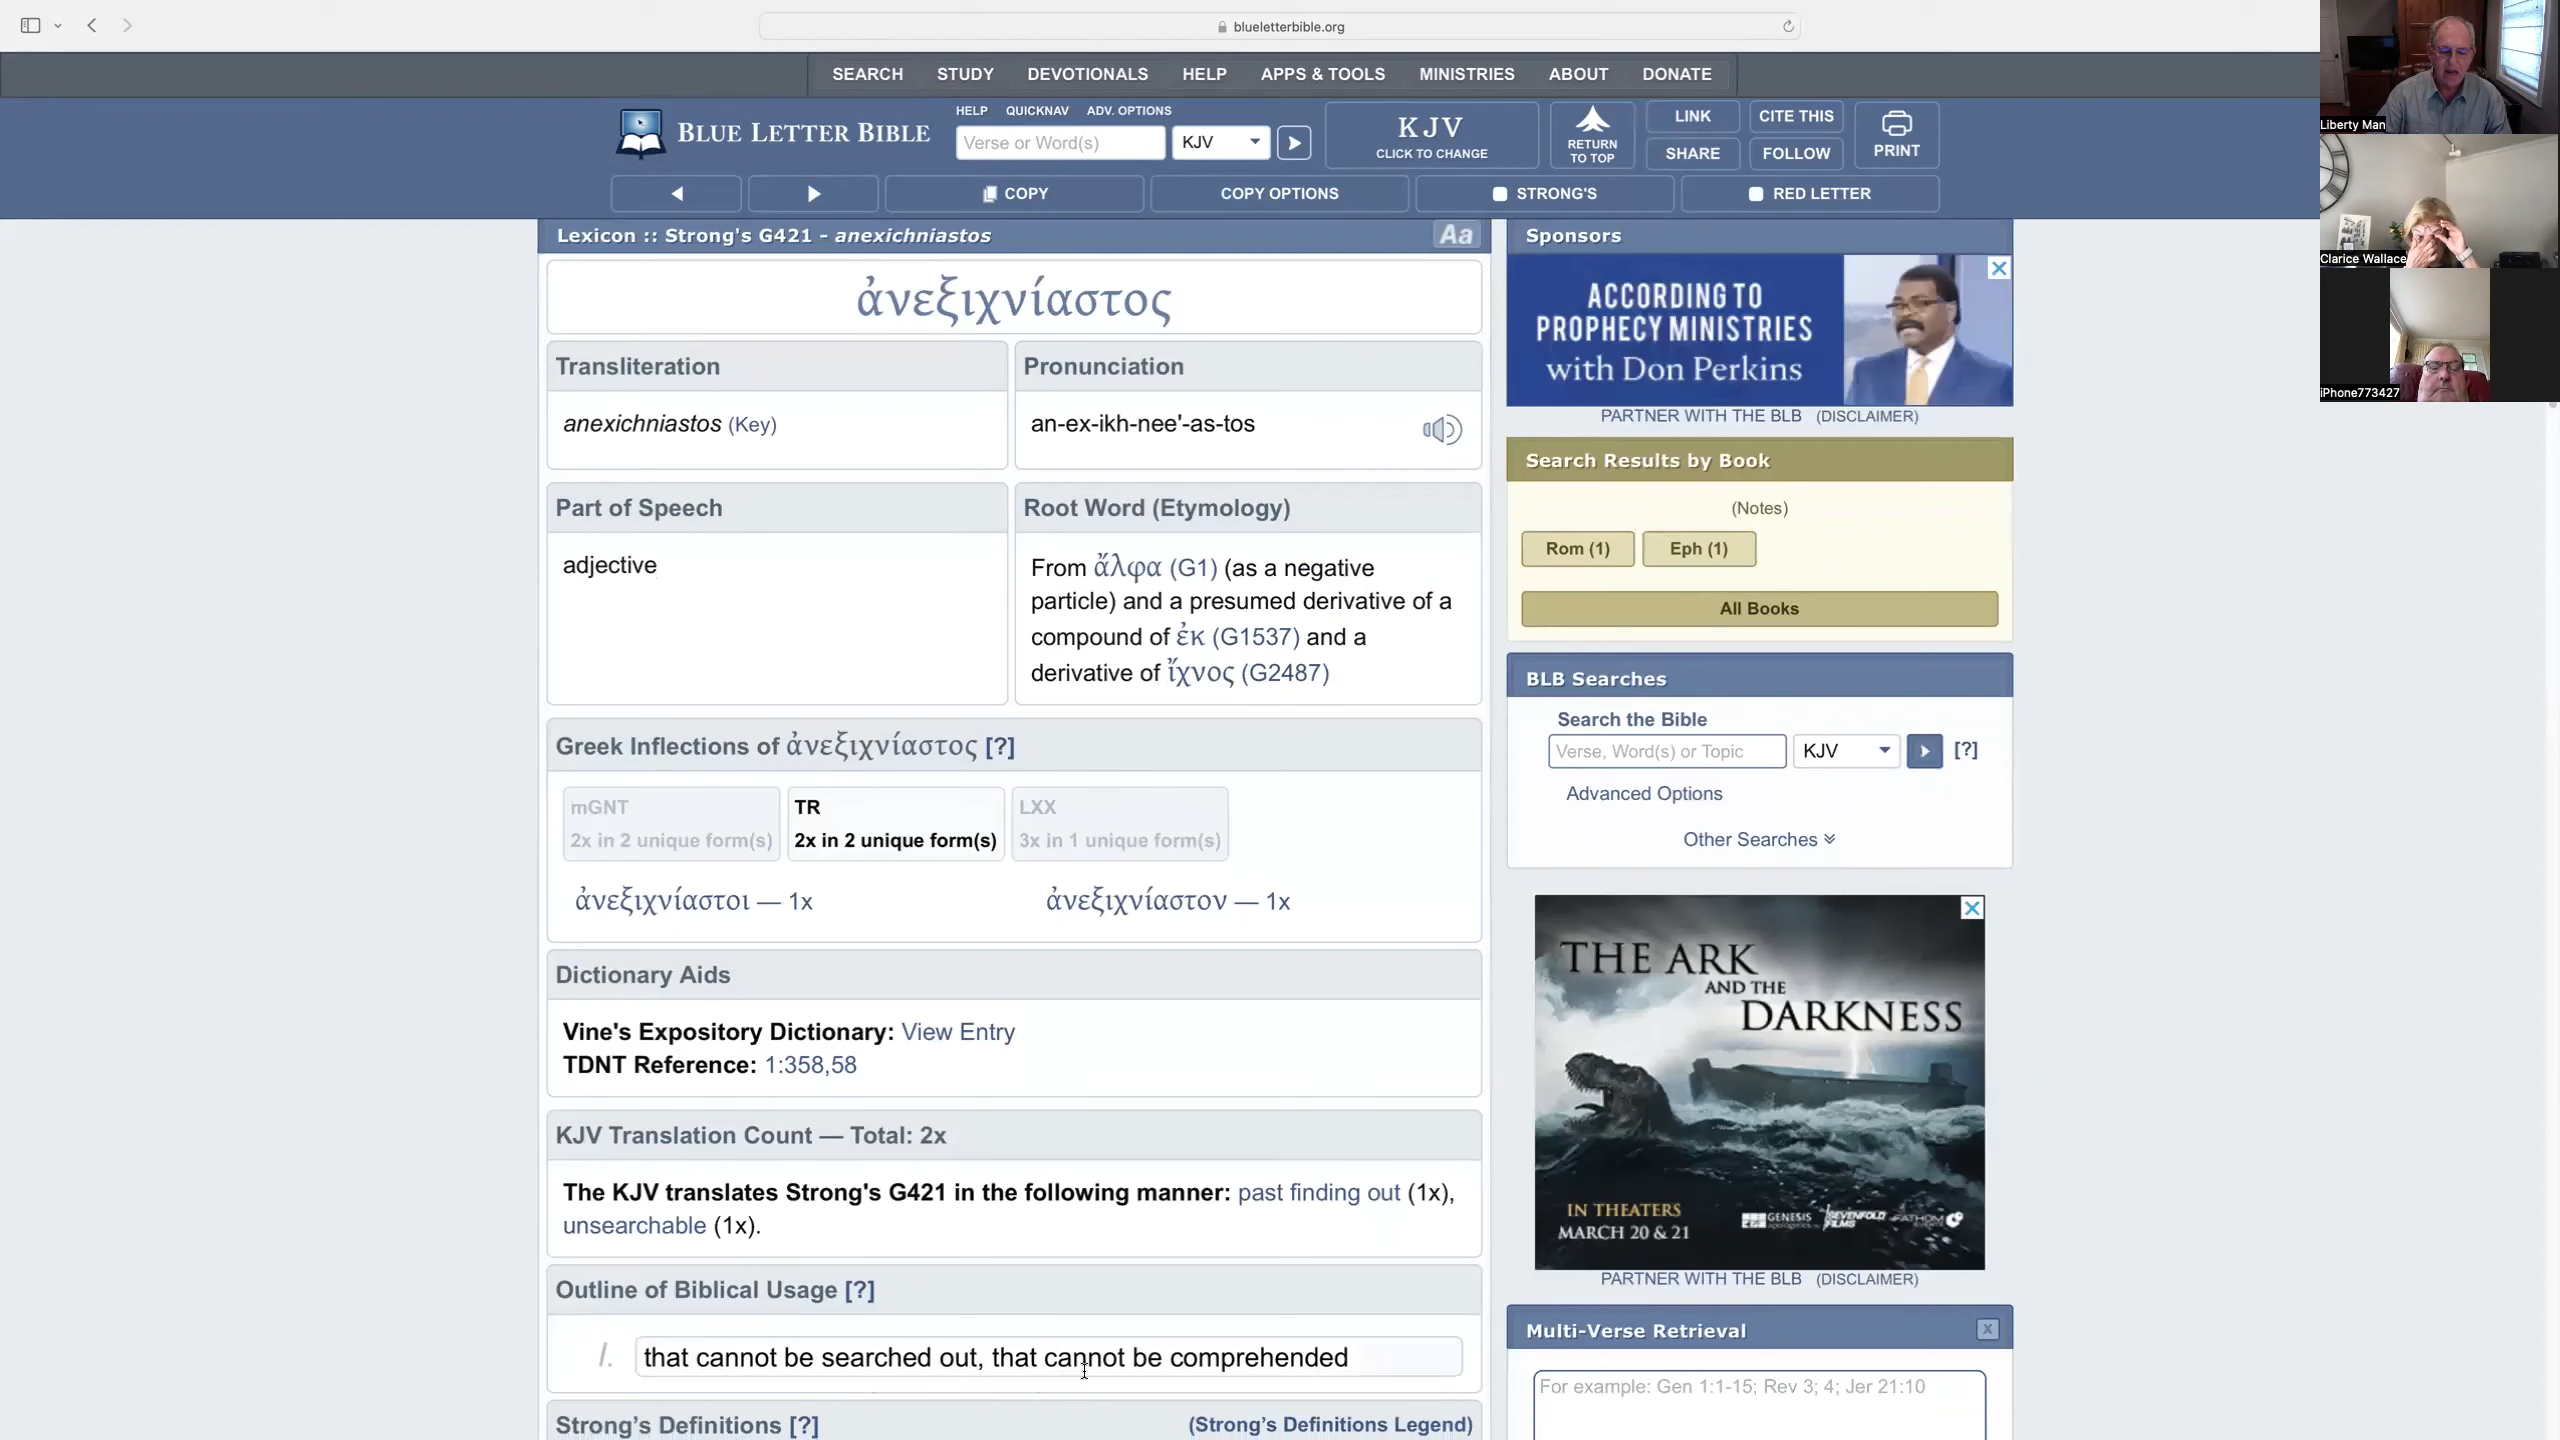 blueletterbible.org
SEARCH STUDY DEVOTIONALS HELP APPS & TOOLS MINISTRIES ABOUT DONATE
BLUE LETTER BIBLE
HELP QUICKNAV ADV. OPTIONS
Verse or Word(s) KJV
KJV
CLICK TO CHANGE
RETURN
TO TOP
LINK
CITE THIS
SHARE
FOLLOW
PRINT
COPY COPY OPTIONS STRONG'S RED LETTER
Liberty Man
Clarice Wallace
iPhone773427
Lexicon :: Strong's G421 - anexichniastos Aa
ἀνεξιχνίαστος
Transliteration
anexichniastos (Key)
Pronunciation
an-ex-ikh-nee'-as-tos
Part of Speech
adjective
Root Word (Etymology)
From ἄλφα (G1) (as a negative
particle) and a presumed derivative of a
compound of ἐκ (G1537) and a
derivative of ἴχνος (G2487)
Greek Inflections of ἀνεξιχνίαστος [?]
mGNT
2x in 2 unique form(s)
TR
2x in 2 unique form(s)
LXX
3x in 1 unique form(s)
ἀνεξιχνίαστοι — 1x
ἀνεξιχνίαστον — 1x
Dictionary Aids
Vine's Expository Dictionary: View Entry
TDNT Reference: 1:358,58
KJV Translation Count — Total: 2x
The KJV translates Strong's G421 in the following manner: past finding out (1x),
unsearchable (1x).
Outline of Biblical Usage [?]
I. that cannot be searched out, that cannot be comprehended
Strong's Definitions [?] (Strong's Definitions Legend)
Sponsors
ACCORDING TO
PROPHECY MINISTRIES
with Don Perkins
PARTNER WITH THE BLB (DISCLAIMER)
Search Results by Book
(Notes)
Rom (1) Eph (1)
All Books
BLB Searches
Search the Bible
Verse, Word(s) or Topic KJV [?]
Advanced Options
Other Searches
THE ARK
AND THE
DARKNESS
IN THEATERS
MARCH 20 & 21
GENESIS
SEVENFOLD
FILMS
FATHOM
PARTNER WITH THE BLB (DISCLAIMER)
Multi-Verse Retrieval x
For example: Gen 1:1-15; Rev 3; 4; Jer 21:10